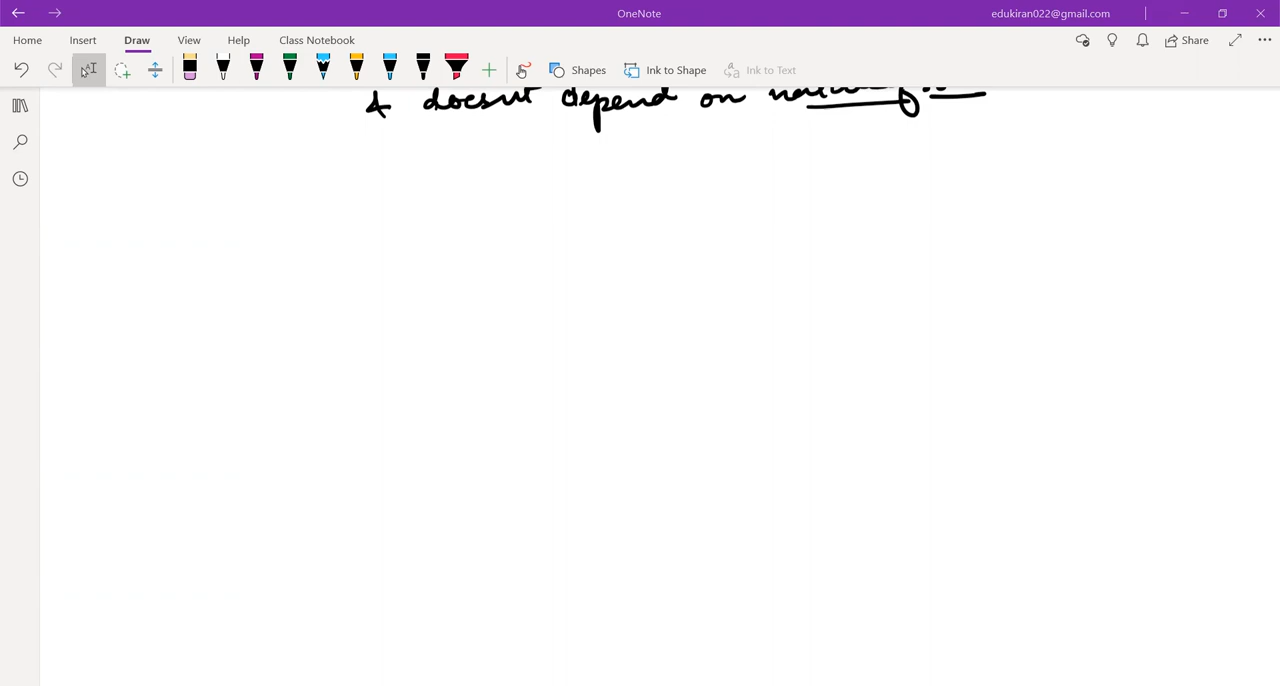 OneNote
edukiran022@gmail.com
Home Insert Draw View Help Class Notebook
Share
Shapes
Ink to Shape
Ink to Text
& doesnt depend on